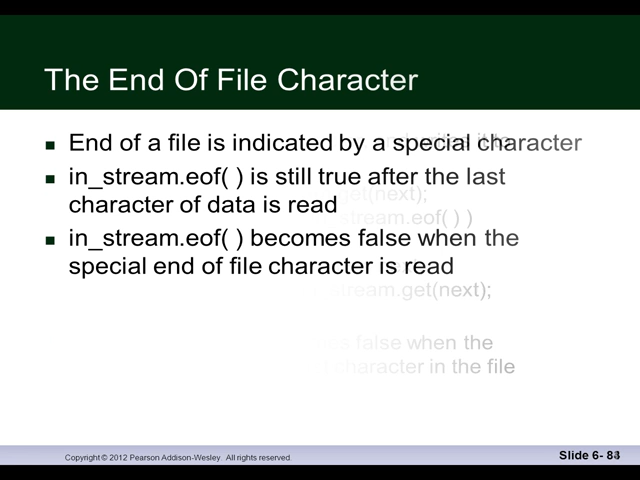 The End Of File Character
End of a file is indicated by a special character
in_stream.eof( ) is still true after the last
character of data is read
in_stream.eof( ) becomes false when the
special end of file character is read
get(next);
stream.eof( ) )
stream.get(next);
false when the
character in the file
Copyright © 2012 Pearson Addison-Wesley. All rights reserved.
Slide 6- 8